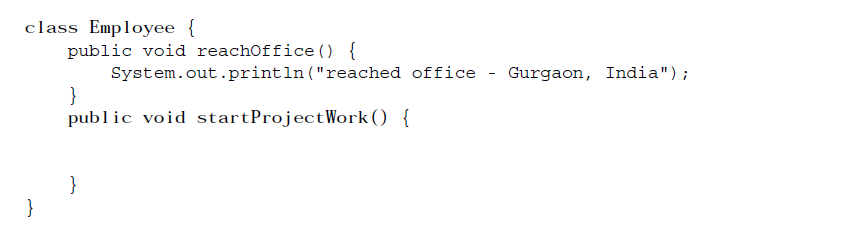 class Employee {
    public void reachOffice() {
        System.out.println("reached office - Gurgaon, India");
    }
    public void startProjectWork() {
    }
}